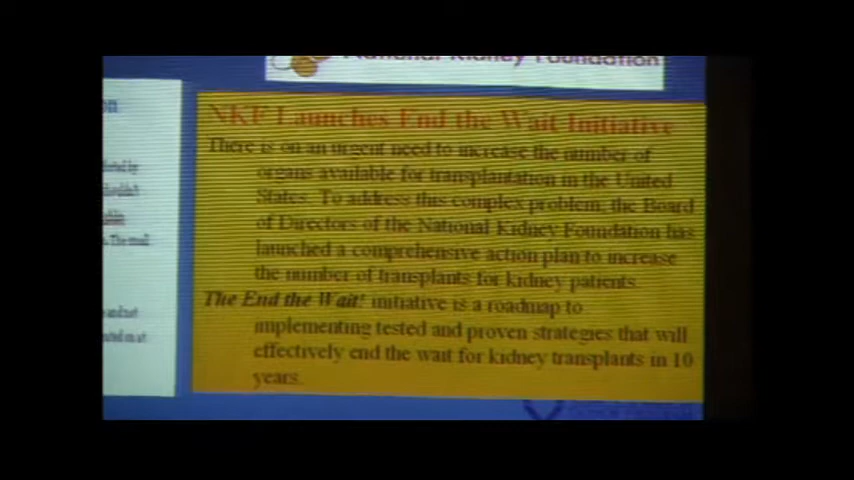 National Kidney Foundation
NKF Launches End the Wait Initiative
There is on an urgent need to increase the number of
organs available for transplantation in the United
States. To address this complex problem, the Board
of Directors of the National Kidney Foundation has
launched a comprehensive action plan to increase
the number of transplants for kidney patients.
The End the Wait! initiative is a roadmap to
implementing tested and proven strategies that will
effectively end the wait for kidney transplants in 10
years.